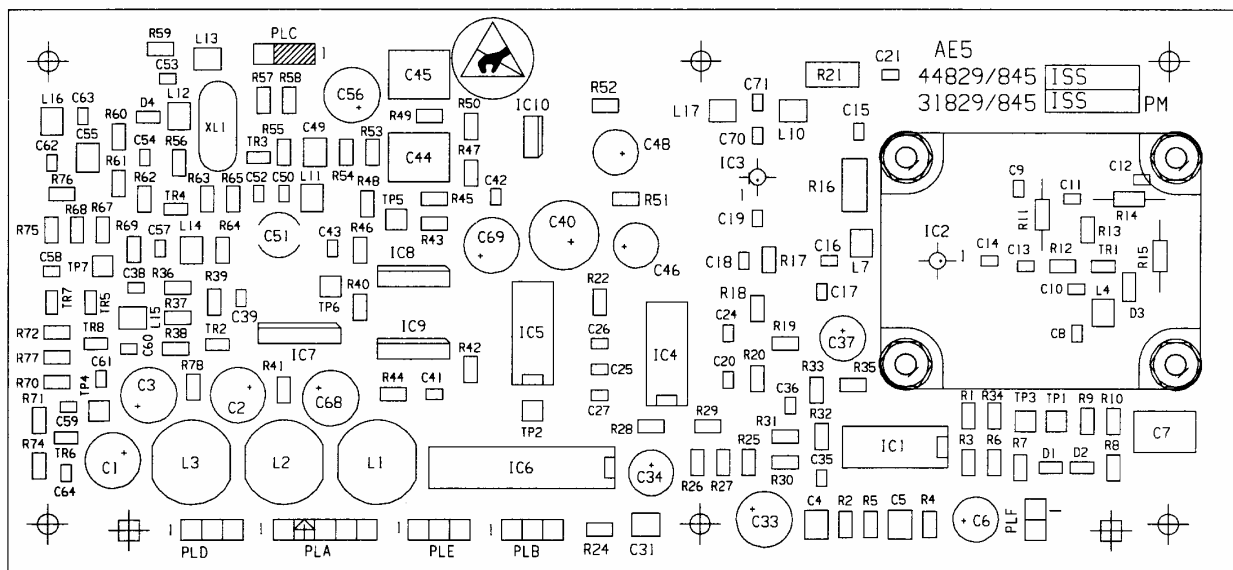 R59
L13
PLC
1
C53
R57
R58
C45
AE5
44829/845 ISS
31829/845 ISS PM
R21
C21
L16
C63
R60
D4
L12
XL1
C56
R52
C71
L17
L10
C70
C15
R50
R49
IC10
C55
C54
R56
R55
C49
R53
TR3
C44
R47
C48
IC3
1
R16
C62
R61
R54
R76
R62
R63
R65
C52
C50
L11
R48
TR4
TP5
R45
C42
R51
C9
C12
C11
R11
R14
R75
R68
R67
R69
C57
L14
R64
C51
C43
R46
R43
C69
C40
C46
C19
C18
R17
C16
L7
IC2
1
C14
C13
R12
R13
TR1
R15
C58
TP7
C38
R36
R39
IC8
TP6
R40
R22
R18
C17
C10
L4
D3
C8
TR7
TR5
L15
R37
C39
R72
TR8
C60
R38
TR2
IC7
IC9
IC5
C26
IC4
C24
R19
C37
R77
R42
C25
C20
R20
R33
R35
R70
TP4
C61
C3
R78
C2
R41
C68
R44
C41
C27
C36
R71
C59
TP2
R28
R29
R31
R32
IC1
R1
R34
TP3
TP1
R9
R10
R74
TR6
C1
L3
L2
L1
IC6
C34
R26
R27
R25
R30
C35
R3
R6
R7
D1
D2
R8
C7
C64
C33
C4
R2
R5
C5
R4
C6
PLF
1
1
PLD
1
PLA
1
PLE
1
PLB
R24
C31